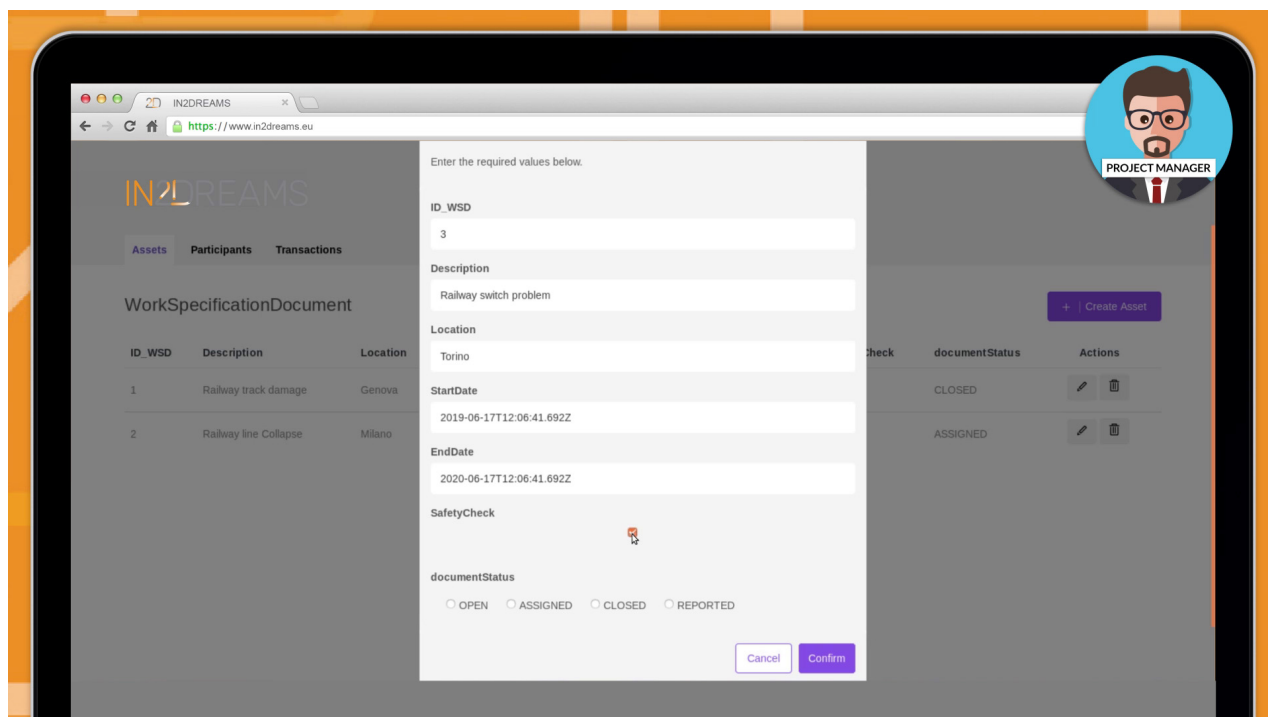 2D IN2DREAMS
https://www.in2dreams.eu
PROJECT MANAGER
IN2DREAMS
Assets Participants Transactions
WorkSpecificationDocument
+ | Create Asset
ID_WSD Description Location Check documentStatus Actions
1 Railway track damage Genova CLOSED
2 Railway line Collapse Milano ASSIGNED
Enter the required values below.
ID_WSD
3
Description
Railway switch problem
Location
Torino
StartDate
2019-06-17T12:06:41.692Z
EndDate
2020-06-17T12:06:41.692Z
SafetyCheck
documentStatus
OPEN ASSIGNED CLOSED REPORTED
Cancel Confirm